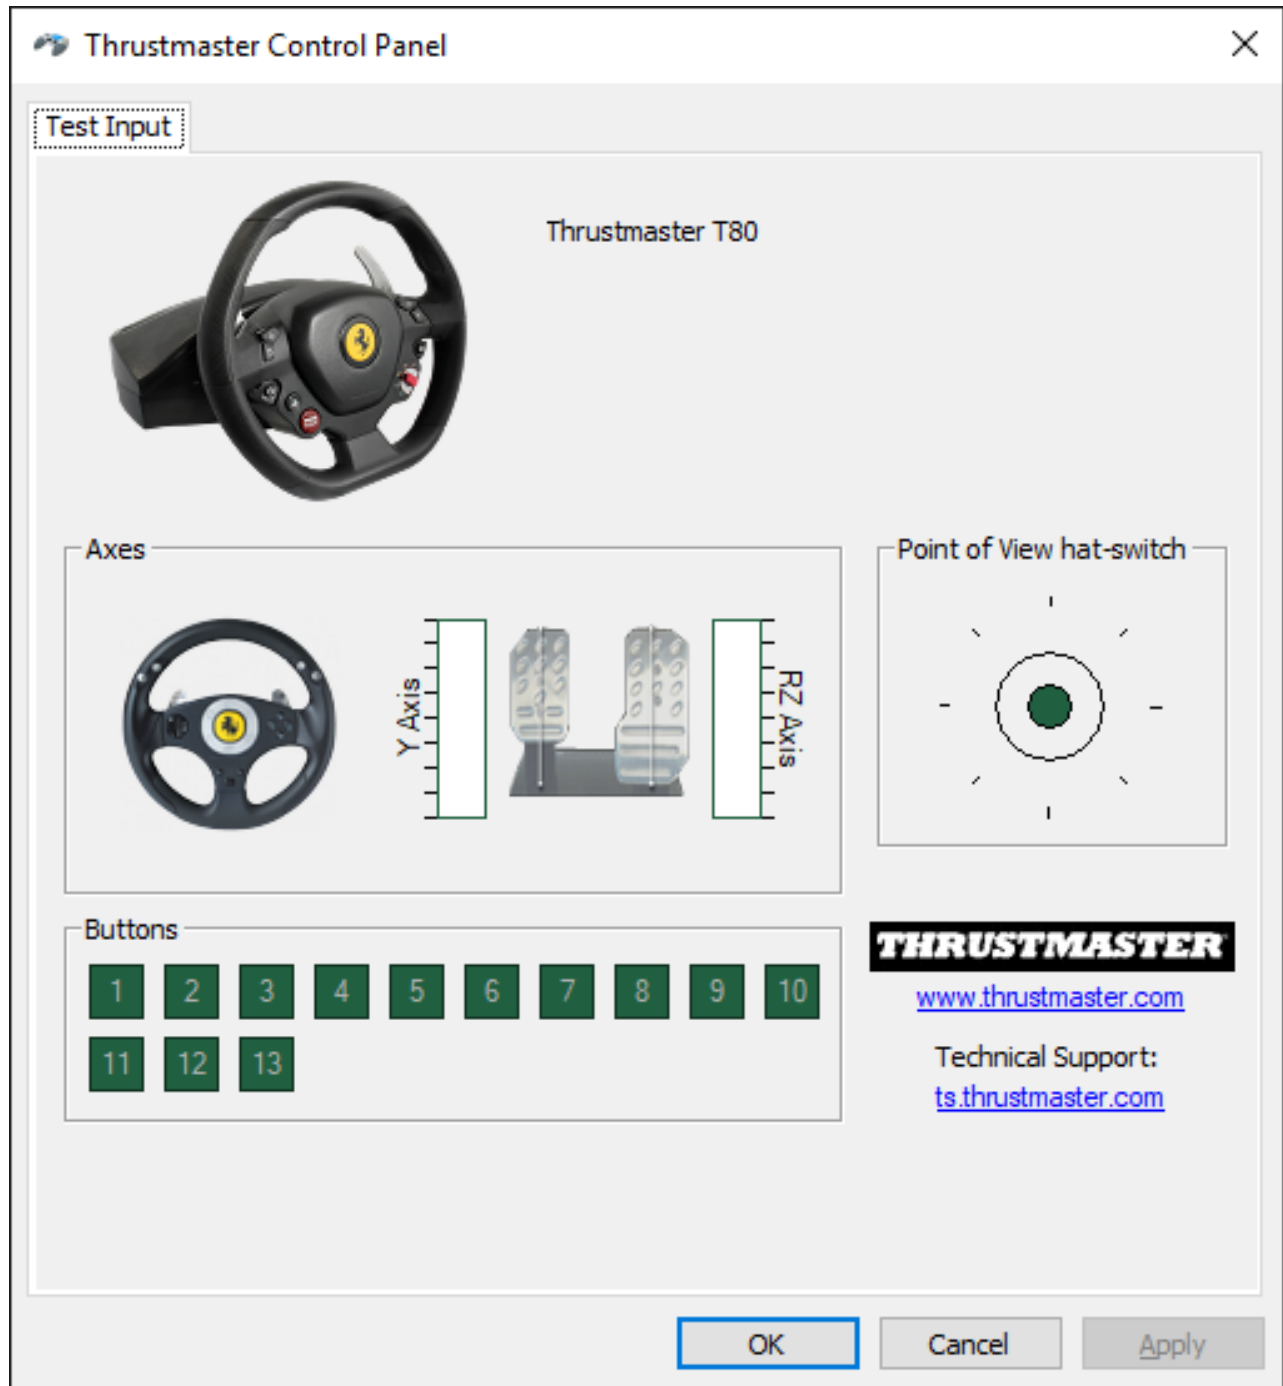 Thrustmaster Control Panel
Test Input
Thrustmaster T80
Axes
Y Axis
RZ Axis
Point of View hat-switch
Buttons
1 2 3 4 5 6 7 8 9 10
11 12 13
THRUSTMASTER
www.thrustmaster.com
Technical Support:
ts.thrustmaster.com
OK
Cancel
Apply